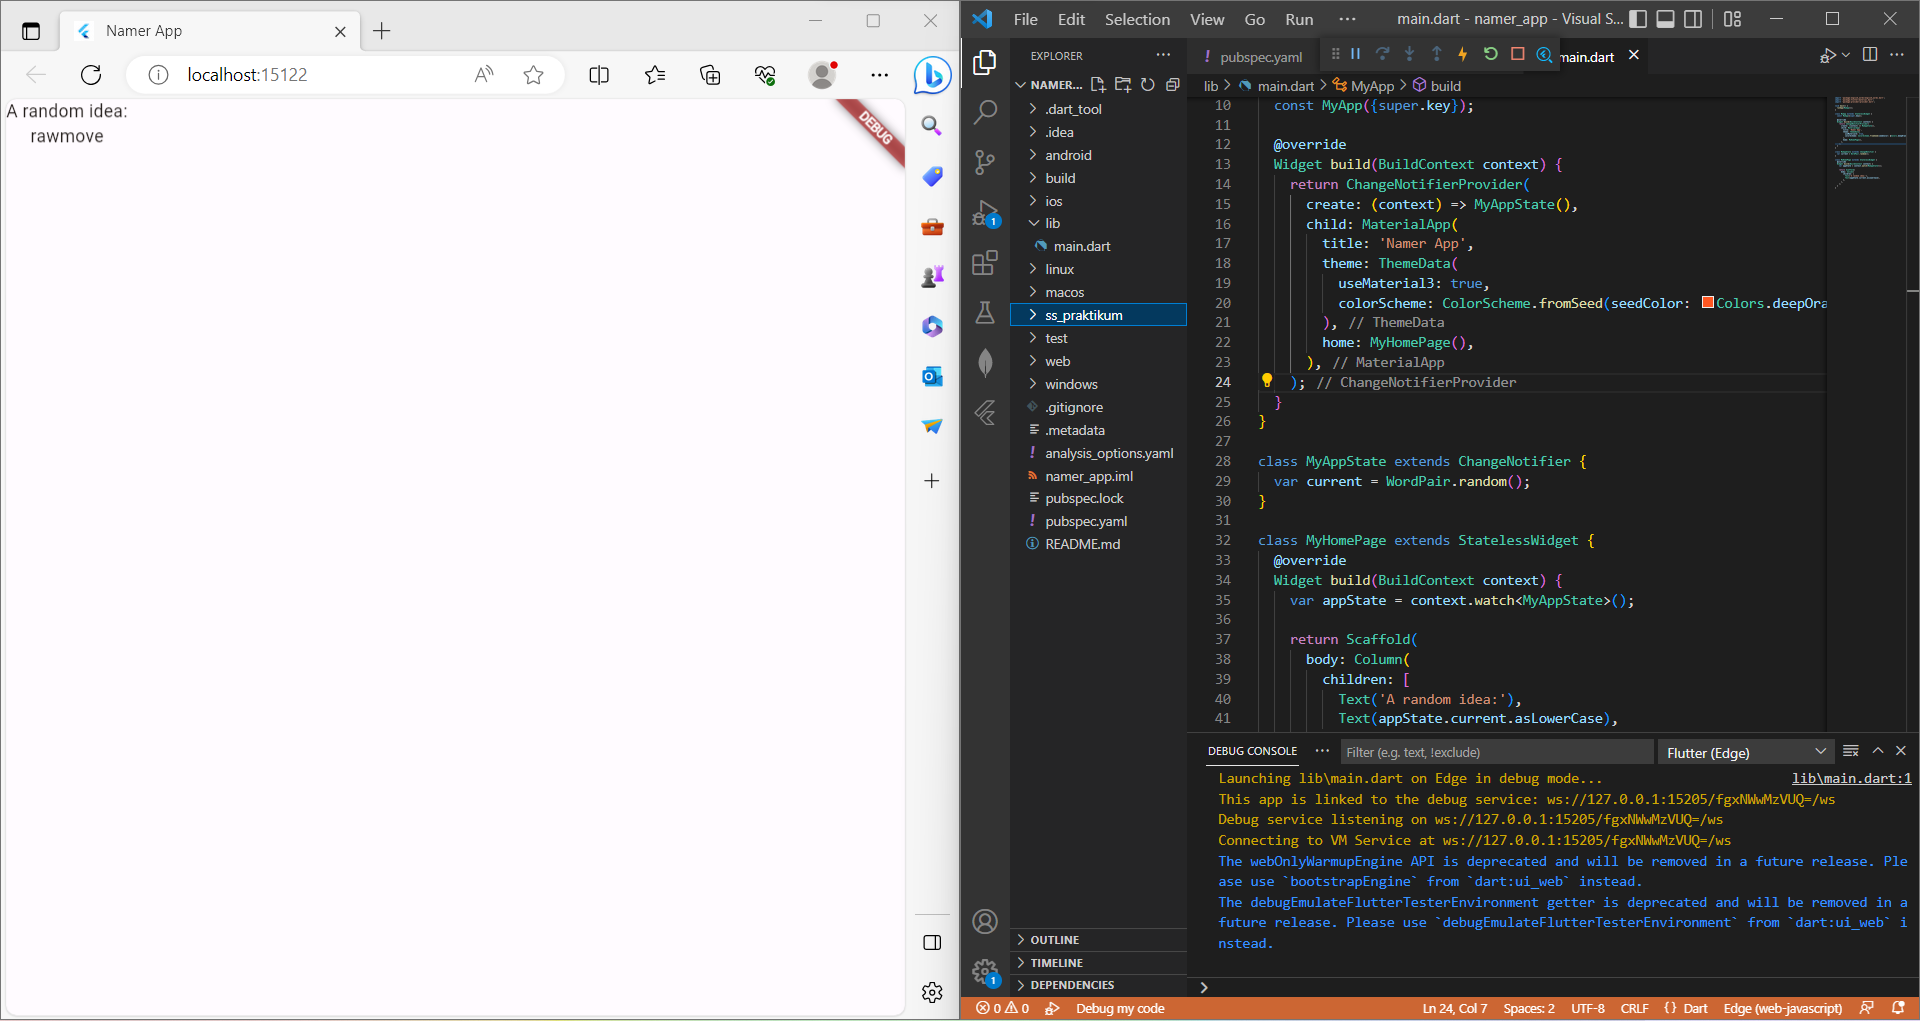 Namer App
localhost:15122
A random idea:
rawmove
DEBUG
File Edit Selection View Go Run ···
main.dart - namer_app - Visual S...
EXPLORER
NAMER...
.dart_tool
.idea
android
build
ios
lib
main.dart
linux
macos
ss_praktikum
test
web
windows
.gitignore
.metadata
analysis_options.yaml
namer_app.iml
pubspec.lock
pubspec.yaml
README.md
OUTLINE
TIMELINE
DEPENDENCIES
pubspec.yaml
main.dart
lib > main.dart > MyApp > build
10 const MyApp({super.key});
11
12 @override
13 Widget build(BuildContext context) {
14 return ChangeNotifierProvider(
15 create: (context) => MyAppState(),
16 child: MaterialApp(
17 title: 'Namer App',
18 theme: ThemeData(
19 useMaterial3: true,
20 colorScheme: ColorScheme.fromSeed(seedColor: Colors.deepOra
21 ), // ThemeData
22 home: MyHomePage(),
23 ), // MaterialApp
24 ); // ChangeNotifierProvider
25 }
26 }
27
28 class MyAppState extends ChangeNotifier {
29 var current = WordPair.random();
30 }
31
32 class MyHomePage extends StatelessWidget {
33 @override
34 Widget build(BuildContext context) {
35 var appState = context.watch<MyAppState>();
36
37 return Scaffold(
38 body: Column(
39 children: [
40 Text('A random idea:'),
41 Text(appState.current.asLowerCase),
DEBUG CONSOLE ··· Filter (e.g. text, !exclude) Flutter (Edge)
Launching lib\main.dart on Edge in debug mode... lib\main.dart:1
This app is linked to the debug service: ws://127.0.0.1:15205/fgxNWwMzVUQ=/ws
Debug service listening on ws://127.0.0.1:15205/fgxNWwMzVUQ=/ws
Connecting to VM Service at ws://127.0.0.1:15205/fgxNWwMzVUQ=/ws
The webOnlyWarmupEngine API is deprecated and will be removed in a future release. Ple
ase use `bootstrapEngine` from `dart:ui_web` instead.
The debugEmulateFlutterTesterEnvironment getter is deprecated and will be removed in a
future release. Please use `debugEmulateFlutterTesterEnvironment` from `dart:ui_web` i
nstead.
0 0 Debug my code Ln 24, Col 7 Spaces: 2 UTF-8 CRLF {} Dart Edge (web-javascript)